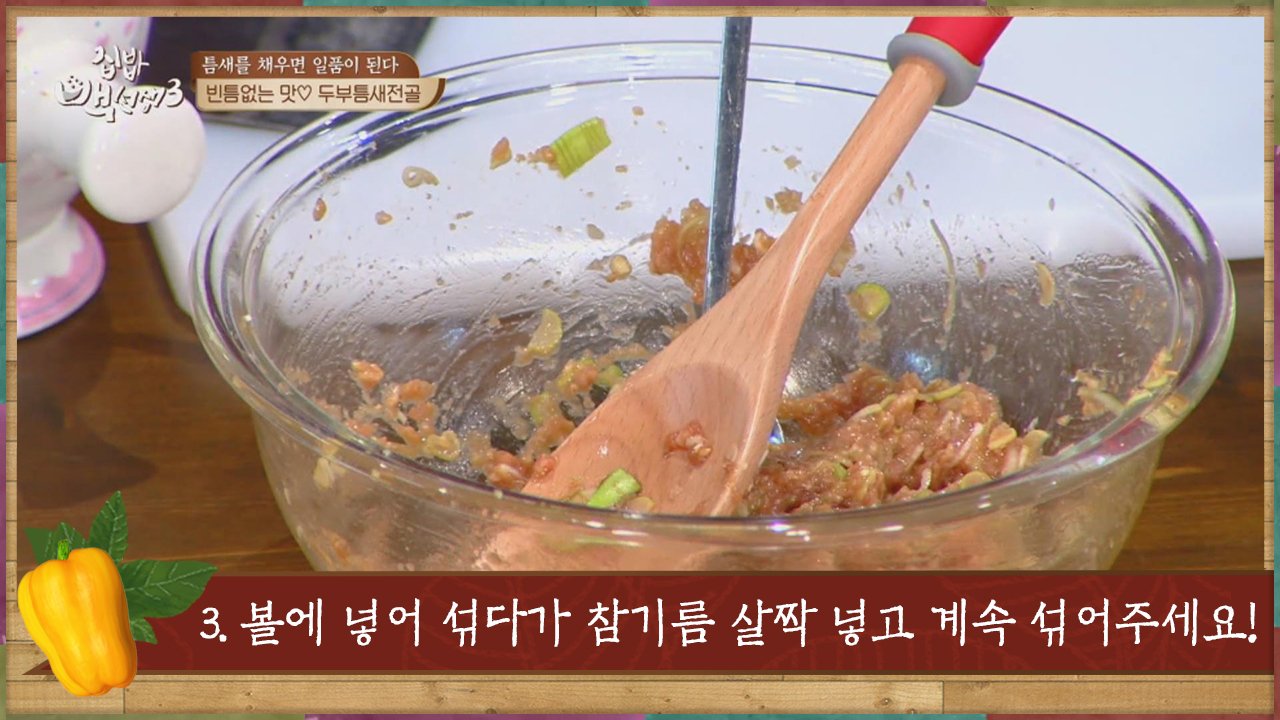 집밥
백선생3
틈새를 채우면 일품이 된다
빈틈없는 맛♡ 두부틈새전골
3. 볼에 넣어 섞다가 참기름 살짝 넣고 계속 섞어주세요!